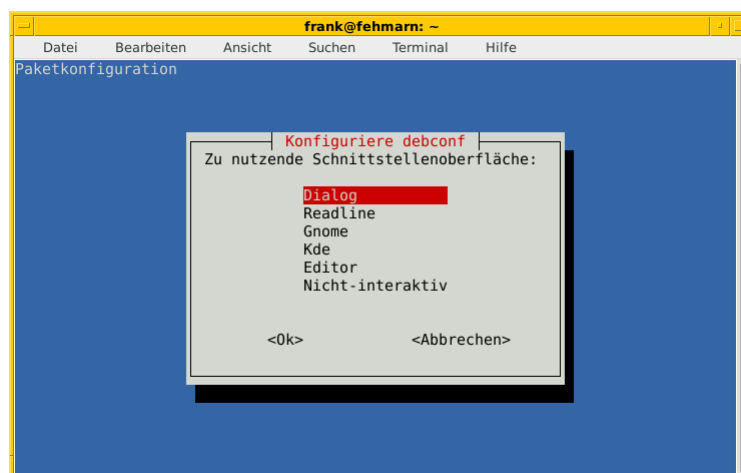 frank@fehmarn: ~
Datei Bearbeiten Ansicht Suchen Terminal Hilfe
Paketkonfiguration
Konfiguriere debconf
Zu nutzende Schnittstellenoberfläche:
Dialog
Readline
Gnome
Kde
Editor
Nicht-interaktiv
<Ok> <Abbrechen>